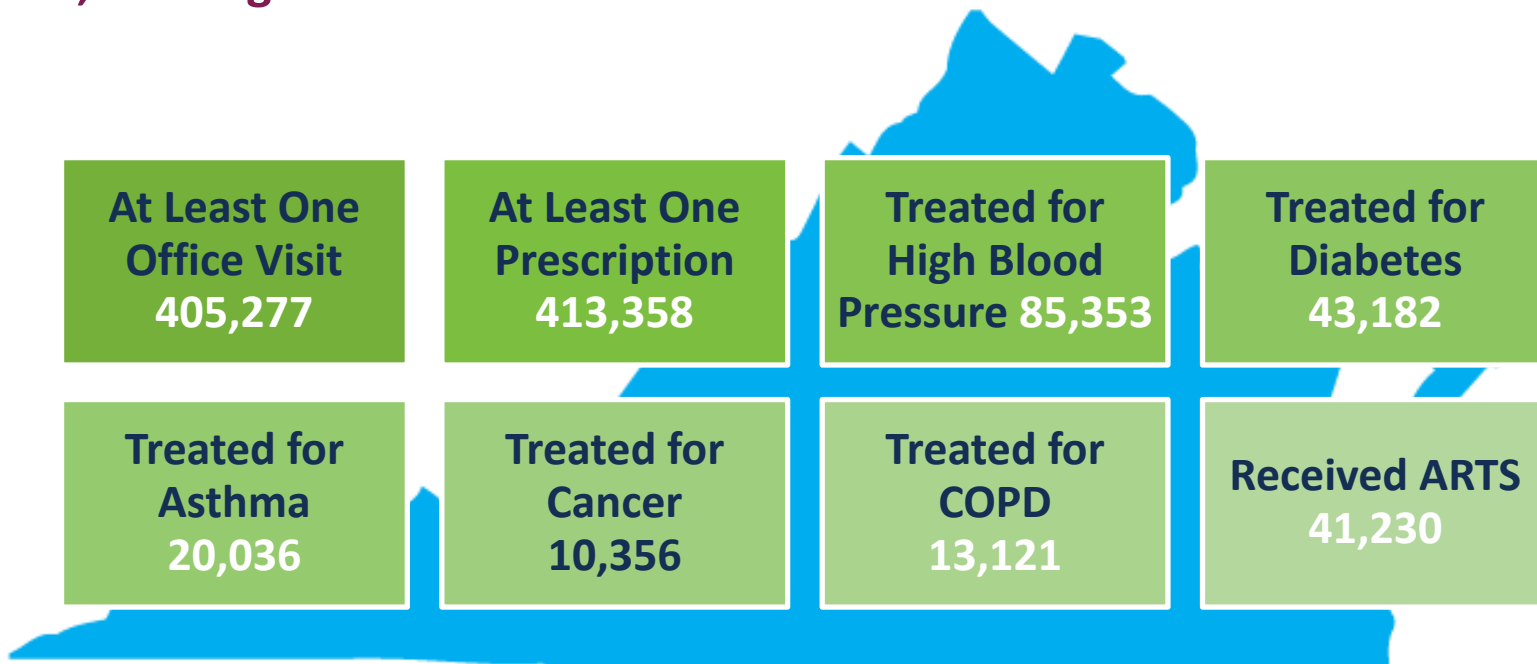 At Least One
Office Visit
405,277
At Least One
Prescription
413,358
Treated for
High Blood
Pressure 85,353
Treated for
Diabetes
43,182
Treated for
Asthma
20,036
Treated for
Cancer
10,356
Treated for
COPD
13,121
Received ARTS
41,230